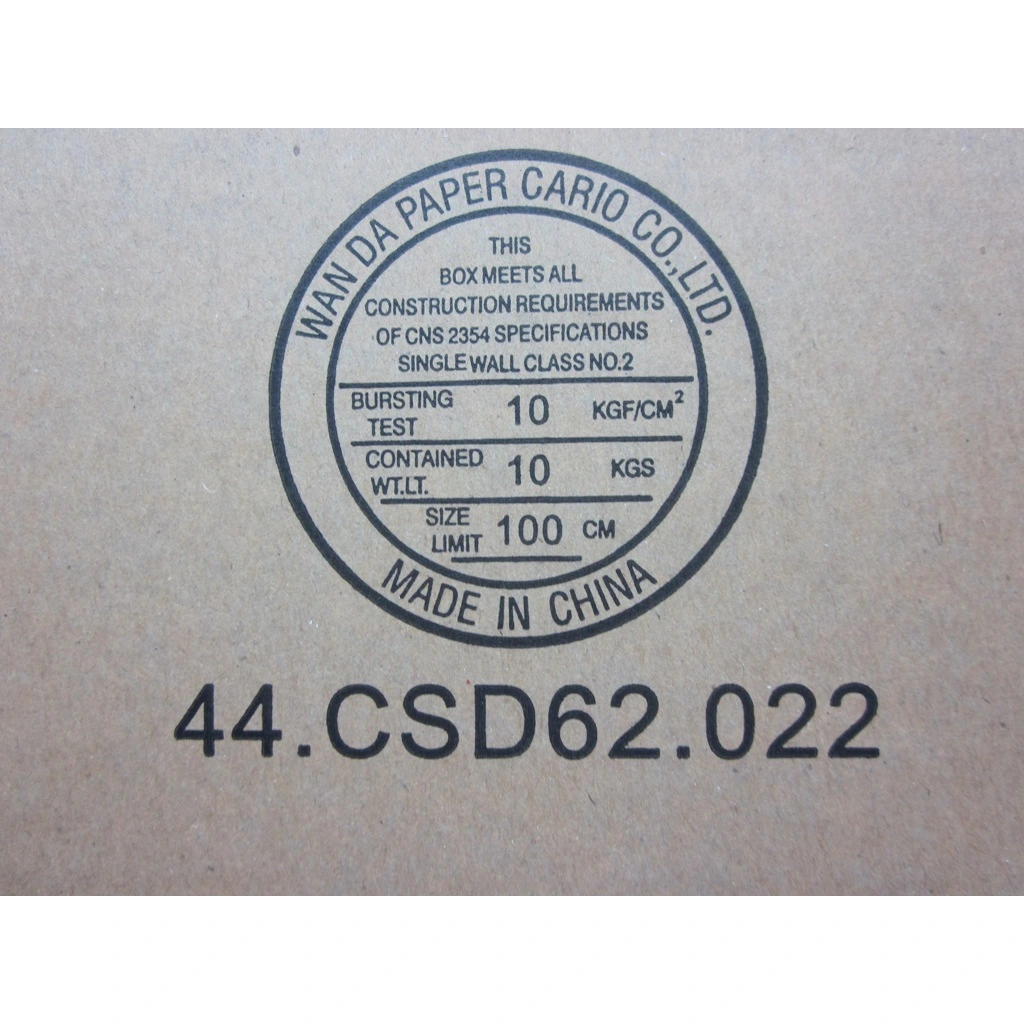 WAN DA PAPER CARIO CO.,LTD.
THIS
BOX MEETS ALL
CONSTRUCTION REQUIREMENTS
OF CNS 2354 SPECIFICATIONS
SINGLE WALL CLASS NO.2
BURSTING TEST 10 KGF/CM²
CONTAINED WT.LT. 10 KGS
SIZE LIMIT 100 CM
MADE IN CHINA
44.CSD62.022